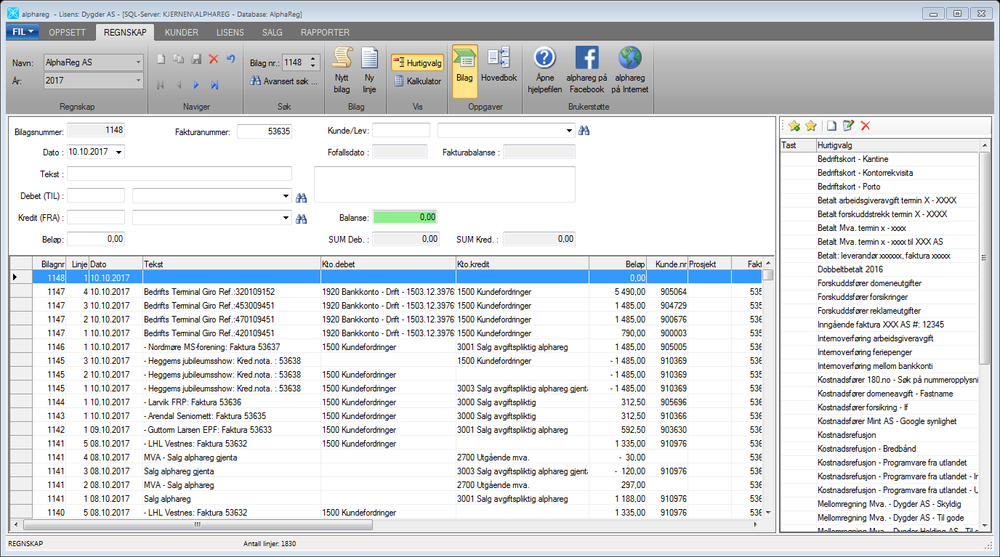 alphareg - Lisens: Dygder AS - [SQL-Server: KJERNEN\ALPHAREG - Database: AlphaReg]
FIL OPPSETT REGNSKAP KUNDER LISENS SALG RAPPORTER
Navn: AlphaReg AS
År: 2017
Regnskap
Naviger
Bilag nr.: 1148
Avansert søk ...
Søk
Nytt bilag
Ny linje
Bilag
Hurtigvalg
Kalkulator
Vis
Bilag
Hovedbok
Oppgaver
Åpne hjelpefilen
alphareg på Facebook
alphareg på Internet
Brukerstøtte
Bilagsnummer: 1148 Fakturanummer: 53635 Kunde/Lev:
Dato : 10.10.2017 Fofallsdato : Fakturabalanse :
Tekst :
Debet (TIL) :
Kredit (FRA) : Balanse: 0,00
Beløp: 0,00 SUM Deb. : 0,00 SUM Kred. : 0,00
Bilagnr Linje Dato Tekst Kto.debet Kto.kredit Beløp Kunde.nr Prosjekt Fakt
1148 1 10.10.2017 0,00
1147 4 10.10.2017 Bedrifts Terminal Giro Ref.:320109152 1920 Bankkonto - Drift - 1503.12.3976 1500 Kundefordringer 5 490,00 905064 535
1147 3 10.10.2017 Bedrifts Terminal Giro Ref.:453009451 1920 Bankkonto - Drift - 1503.12.3976 1500 Kundefordringer 1 485,00 904729 535
1147 2 10.10.2017 Bedrifts Terminal Giro Ref.:470109451 1920 Bankkonto - Drift - 1503.12.3976 1500 Kundefordringer 1 485,00 900676 536
1147 1 10.10.2017 Bedrifts Terminal Giro Ref.:420109451 1920 Bankkonto - Drift - 1503.12.3976 1500 Kundefordringer 790,00 900003 535
1146 1 10.10.2017 - Nordmøre MS-forening: Faktura 53637 1500 Kundefordringer 3001 Salg avgiftspliktig alphareg 1 485,00 905005 536
1145 3 10.10.2017 - Heggems jubileumsshow: Kred.nota. : 53638 1500 Kundefordringer - 1 485,00 910369 536
1145 2 10.10.2017 - Heggems jubileumsshow: Kred.nota. : 53638 1500 Kundefordringer - 1 485,00 910369 535
1145 1 10.10.2017 - Heggems jubileumsshow: Kred.nota. : 53638 1500 Kundefordringer 3003 Salg avgiftspliktig alphareg gjenta - 1 485,00 910369 536
1144 1 10.10.2017 - Larvik FRP: Faktura 53636 1500 Kundefordringer 3000 Salg avgiftspliktig 312,50 905696 536
1143 1 10.10.2017 - Arendal Seniornett: Faktura 53635 1500 Kundefordringer 3000 Salg avgiftspliktig 312,50 910366 536
1142 1 09.10.2017 - Guttorm Larsen EPF: Faktura 53633 1500 Kundefordringer 3001 Salg avgiftspliktig alphareg 592,50 903630 536
1141 5 08.10.2017 - LHL Vestnes: Faktura 53632 1500 Kundefordringer 1 335,00 910976 536
1141 4 08.10.2017 MVA - Salg alphareg gjenta 2700 Utgående mva. - 30,00 536
1141 3 08.10.2017 Salg alphareg gjenta 3003 Salg avgiftspliktig alphareg gjenta - 120,00 910976 536
1141 2 08.10.2017 MVA - Salg alphareg 2700 Utgående mva. 297,00 536
1141 1 08.10.2017 Salg alphareg 3001 Salg avgiftspliktig alphareg 1 188,00 910976 536
1140 5 08.10.2017 - LHL Vestnes: Faktura 53632 1500 Kundefordringer 1 335,00 910976 536
Tast Hurtigvalg
Bedriftskort - Kantine
Bedriftskort - Kontorrekvisita
Bedriftskort - Porto
Betalt arbeidsgiveravgift termin X - XXXX
Betalt forskuddstrekk termin X - XXXX
Betalt Mva. termin x - xxxx
Betalt Mva. termin x - xxxx til XXX AS
Betalt: leverandør xxxxxx, faktura xxxxx
Dobbeltbetalt 2016
Forskuddsfører domeneutgifter
Forskuddsfører forsikringer
Forskuddsfører reklameutgifter
Inngående faktura XXX AS #: 12345
Internoverføring arbeidsgiveravgift
Internoverføring feriepenger
Internoverføring mellom bankkonti
Kostnadsfører 180.no - Søk på nummeropplysni
Kostnadsfører domeneavgift - Fastname
Kostnadsfører forsikring - If
Kostnadsfører Mint AS - Google synlighet
Kostnadsrefusjon
Kostnadsrefusjon - Bredbånd
Kostnadsrefusjon - Programvare fra utlandet
Kostnadsrefusjon - Programvare fra utlandet - In
Kostnadsrefusjon - Programvare fra utlandet - U
Mellomregning Mva. - Dygder AS - Skyldig
Mellomregning Mva. - Dygder AS - Til gode
Mellomregning Mva. - Dygder Holding AS - Til g
REGNSKAP Antall linjer: 1830